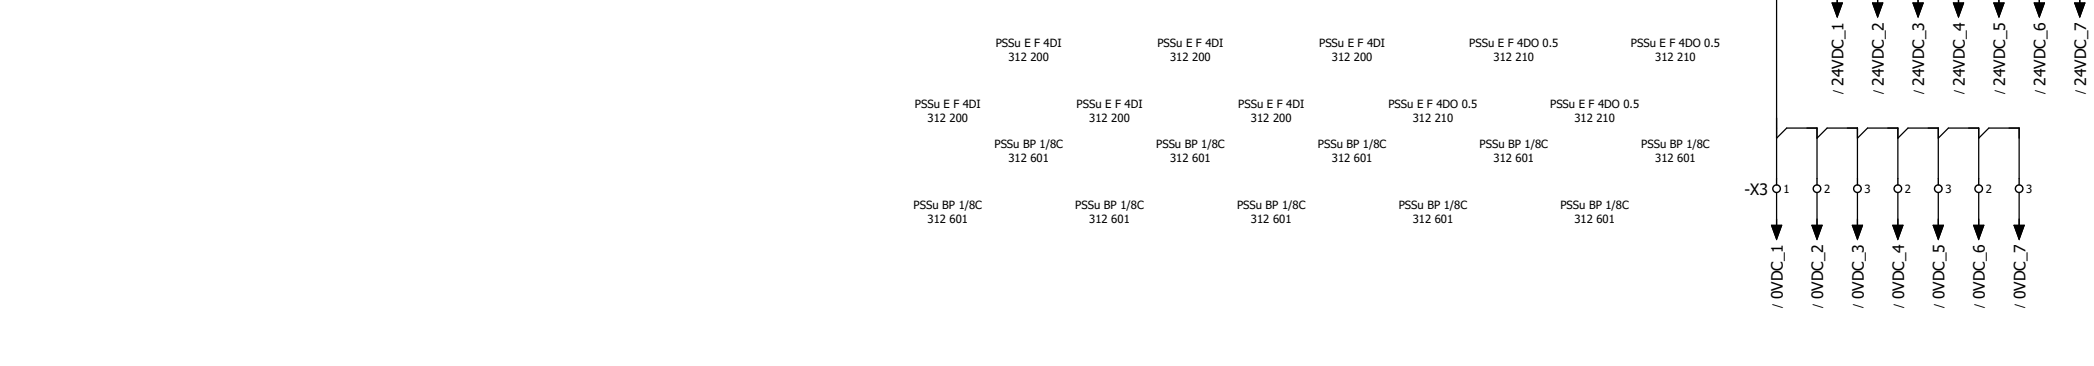 / 24VDC_1
/ 24VDC_2
/ 24VDC_3
/ 24VDC_4
/ 24VDC_5
/ 24VDC_6
/ 24VDC_7
PSSu E F 4DI
312 200
PSSu E F 4DI
312 200
PSSu E F 4DI
312 200
PSSu E F 4DO 0.5
312 210
PSSu E F 4DO 0.5
312 210
PSSu E F 4DI
312 200
PSSu E F 4DI
312 200
PSSu E F 4DI
312 200
PSSu E F 4DO 0.5
312 210
PSSu E F 4DO 0.5
312 210
PSSu BP 1/8C
312 601
PSSu BP 1/8C
312 601
PSSu BP 1/8C
312 601
PSSu BP 1/8C
312 601
PSSu BP 1/8C
312 601
PSSu BP 1/8C
312 601
PSSu BP 1/8C
312 601
PSSu BP 1/8C
312 601
PSSu BP 1/8C
312 601
PSSu BP 1/8C
312 601
-X3 1 2 3 2 3 2 3
/ 0VDC_1
/ 0VDC_2
/ 0VDC_3
/ 0VDC_4
/ 0VDC_5
/ 0VDC_6
/ 0VDC_7